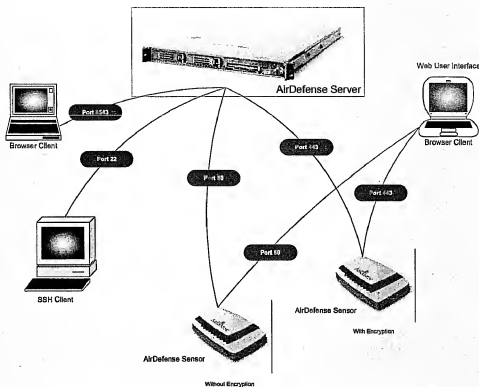 AirDefense Server
Web User Interface
Port 8543
Browser Client
Browser Client
Port 22
Port 80
Port 443
Port 443
Port 80
SSH Client
AirDefense Sensor
With Encryption
AirDefense Sensor
Without Encryption